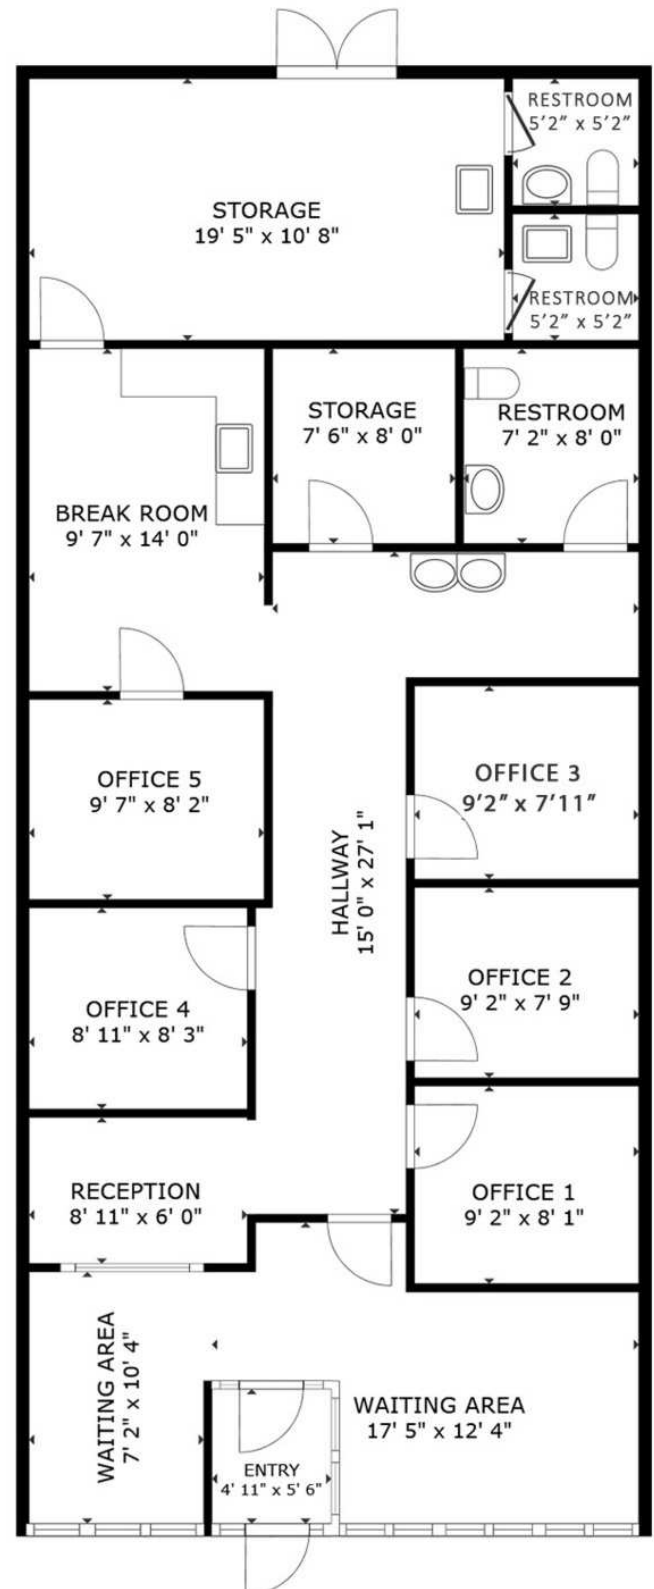 RESTROOM
5’2” x 5’2”
STORAGE
19' 5" x 10' 8"
RESTROOM
5’2” x 5’2”
STORAGE
7' 6" x 8' 0"
RESTROOM
7' 2" x 8' 0"
BREAK ROOM
9' 7" x 14' 0"
OFFICE 5
9' 7" x 8' 2"
OFFICE 3
9’2” x 7’11”
HALLWAY
15' 0" x 27' 1"
OFFICE 2
9' 2" x 7' 9"
OFFICE 4
8' 11" x 8' 3"
RECEPTION
8' 11" x 6' 0"
OFFICE 1
9' 2" x 8' 1"
WAITING AREA
7' 2" x 10' 4"
WAITING AREA
17' 5" x 12' 4"
ENTRY
4' 11" x 5' 6"